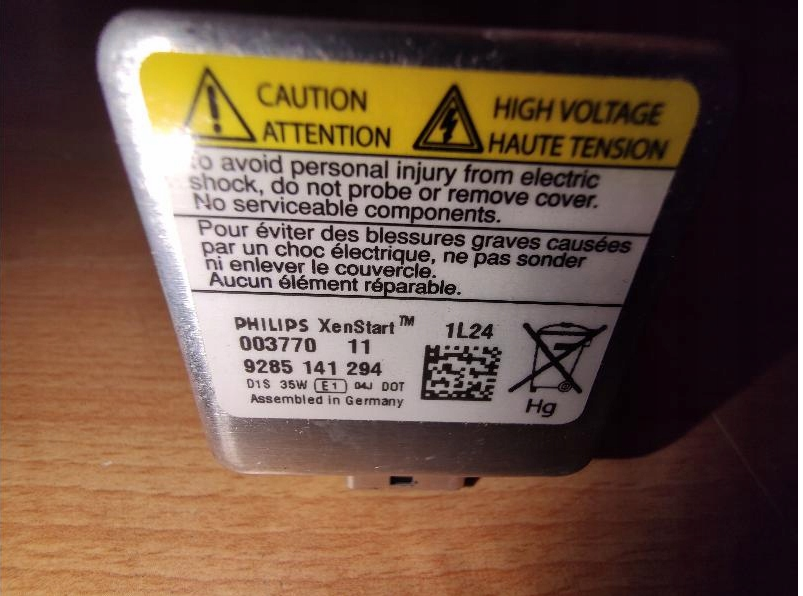 CAUTION
ATTENTION
HIGH VOLTAGE
HAUTE TENSION
To avoid personal injury from electric
shock, do not probe or remove cover.
No serviceable components.
Pour éviter des blessures graves causées
par un choc électrique, ne pas sonder
ni enlever le couvercle.
Aucun élément réparable.
PHILIPS XenStart™ 1L24
003770 11
9285 141 294
D1S 35W E1 04J DOT
Assembled in Germany
Hg